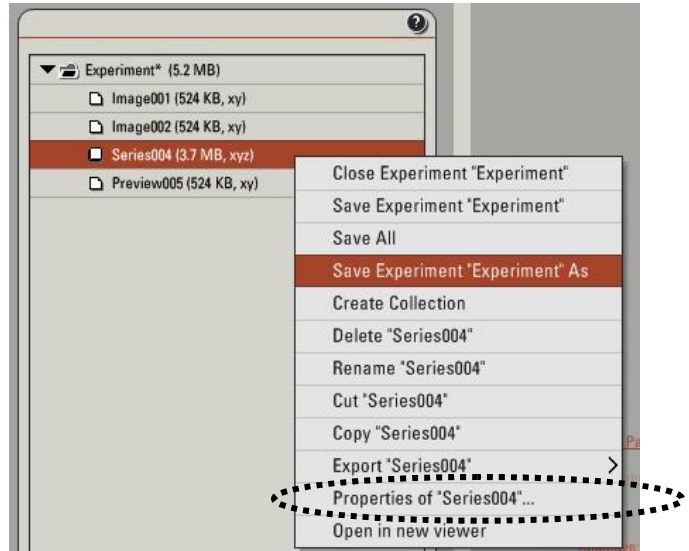 ?
Experiment* (5.2 MB)
Image001 (524 KB, xy)
Image002 (524 KB, xy)
Series004 (3.7 MB, xyz)
Preview005 (524 KB, xy)
Close Experiment "Experiment"
Save Experiment "Experiment"
Save All
Save Experiment "Experiment" As
Create Collection
Delete "Series004"
Rename "Series004"
Cut "Series004"
Copy "Series004"
Export "Series004"
Properties of "Series004"...
Open in new viewer